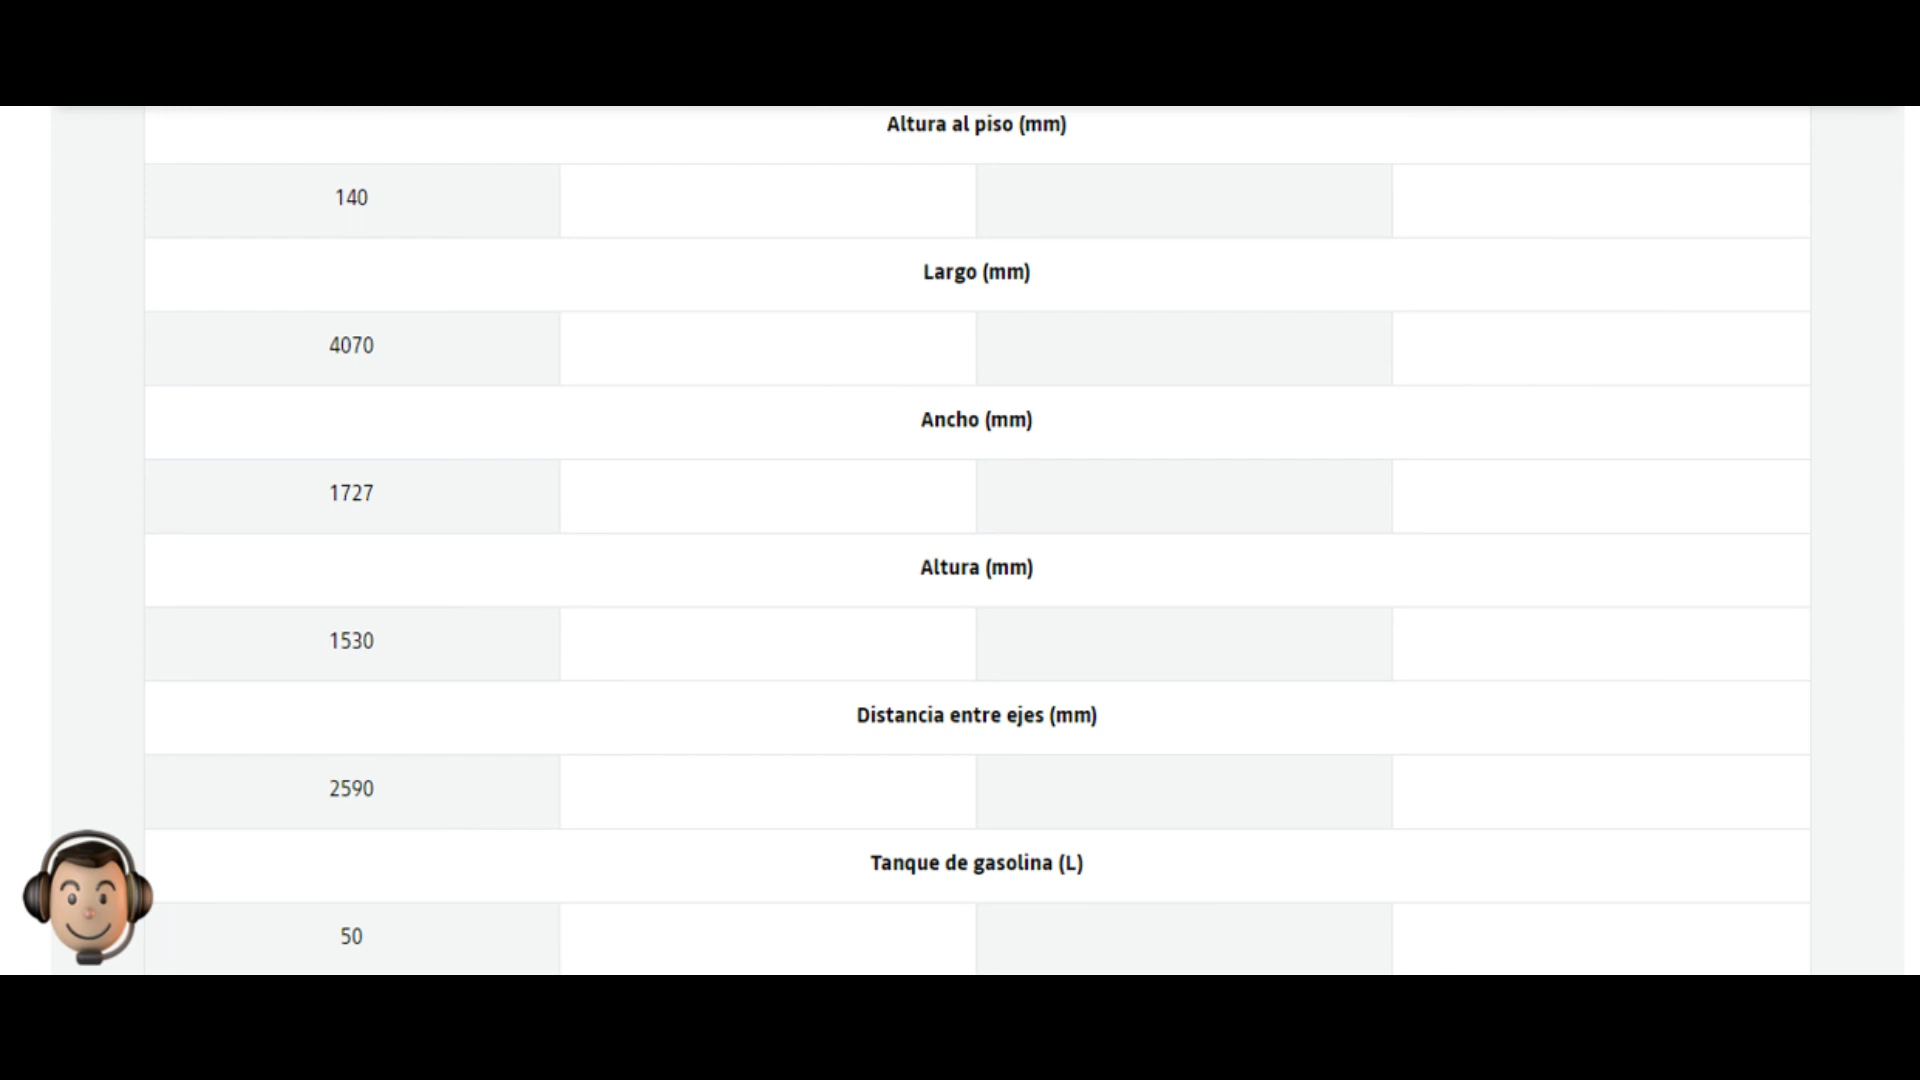 Altura al piso (mm)
140
Largo (mm)
4070
Ancho (mm)
1727
Altura (mm)
1530
Distancia entre ejes (mm)
2590
Tanque de gasolina (L)
50